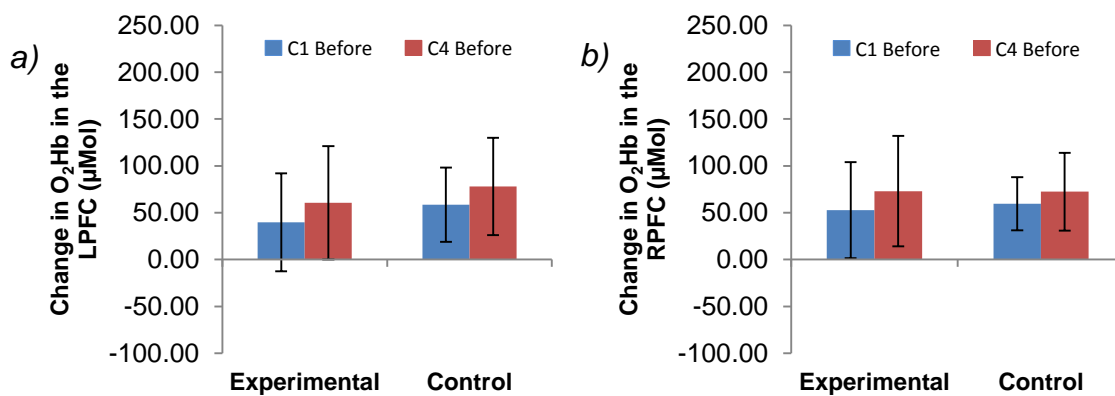 a)
Change in O₂Hb in the
LPFC (μMol)
250.00
200.00
150.00
100.00
50.00
0.00
-50.00
-100.00
C1 Before C4 Before
Experimental Control
b)
Change in O₂Hb in the
RPFC (μMol)
250.00
200.00
150.00
100.00
50.00
0.00
-50.00
-100.00
C1 Before C4 Before
Experimental Control